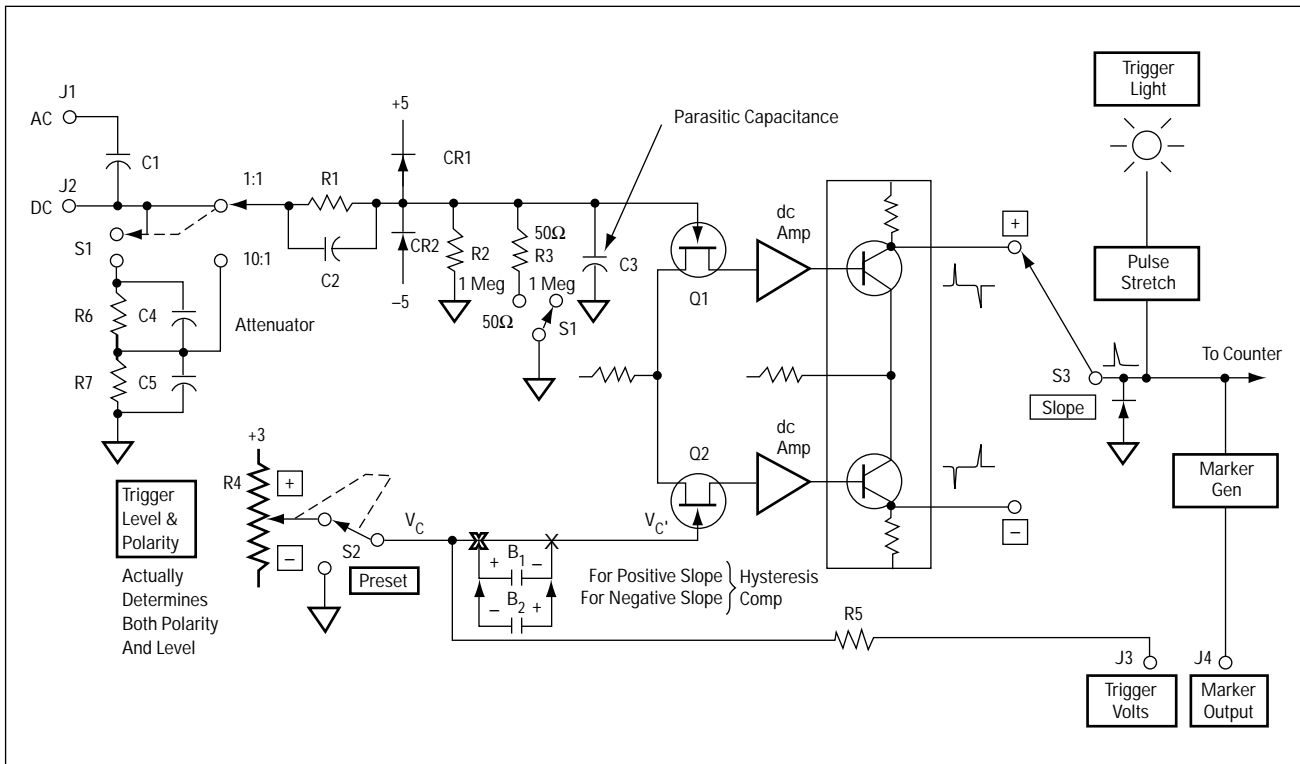 J1
AC
C1
J2
DC
S1
1:1
10:1
R1
C2
+5
CR1
CR2
–5
R2
1 Meg
50Ω
R3
1 Meg
50Ω
S1
C3
Parasitic Capacitance
R6
C4
R7
C5
Attenuator
Q1
dc
Amp
Q2
dc
Amp
+
–
S3
Slope
Trigger
Light
Pulse
Stretch
To Counter
Marker
Gen
+3
R4
+
–
Trigger
Level &
Polarity
Actually
Determines
Both Polarity
And Level
S2
Preset
VC
VC'
+ B1 –
– B2 +
For Positive Slope
For Negative Slope
Hysteresis
Comp
R5
J3
Trigger
Volts
J4
Marker
Output